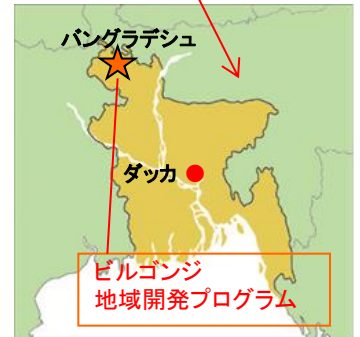 バングラデシュ
ダッカ
ビルゴンジ
地域開発プログラム